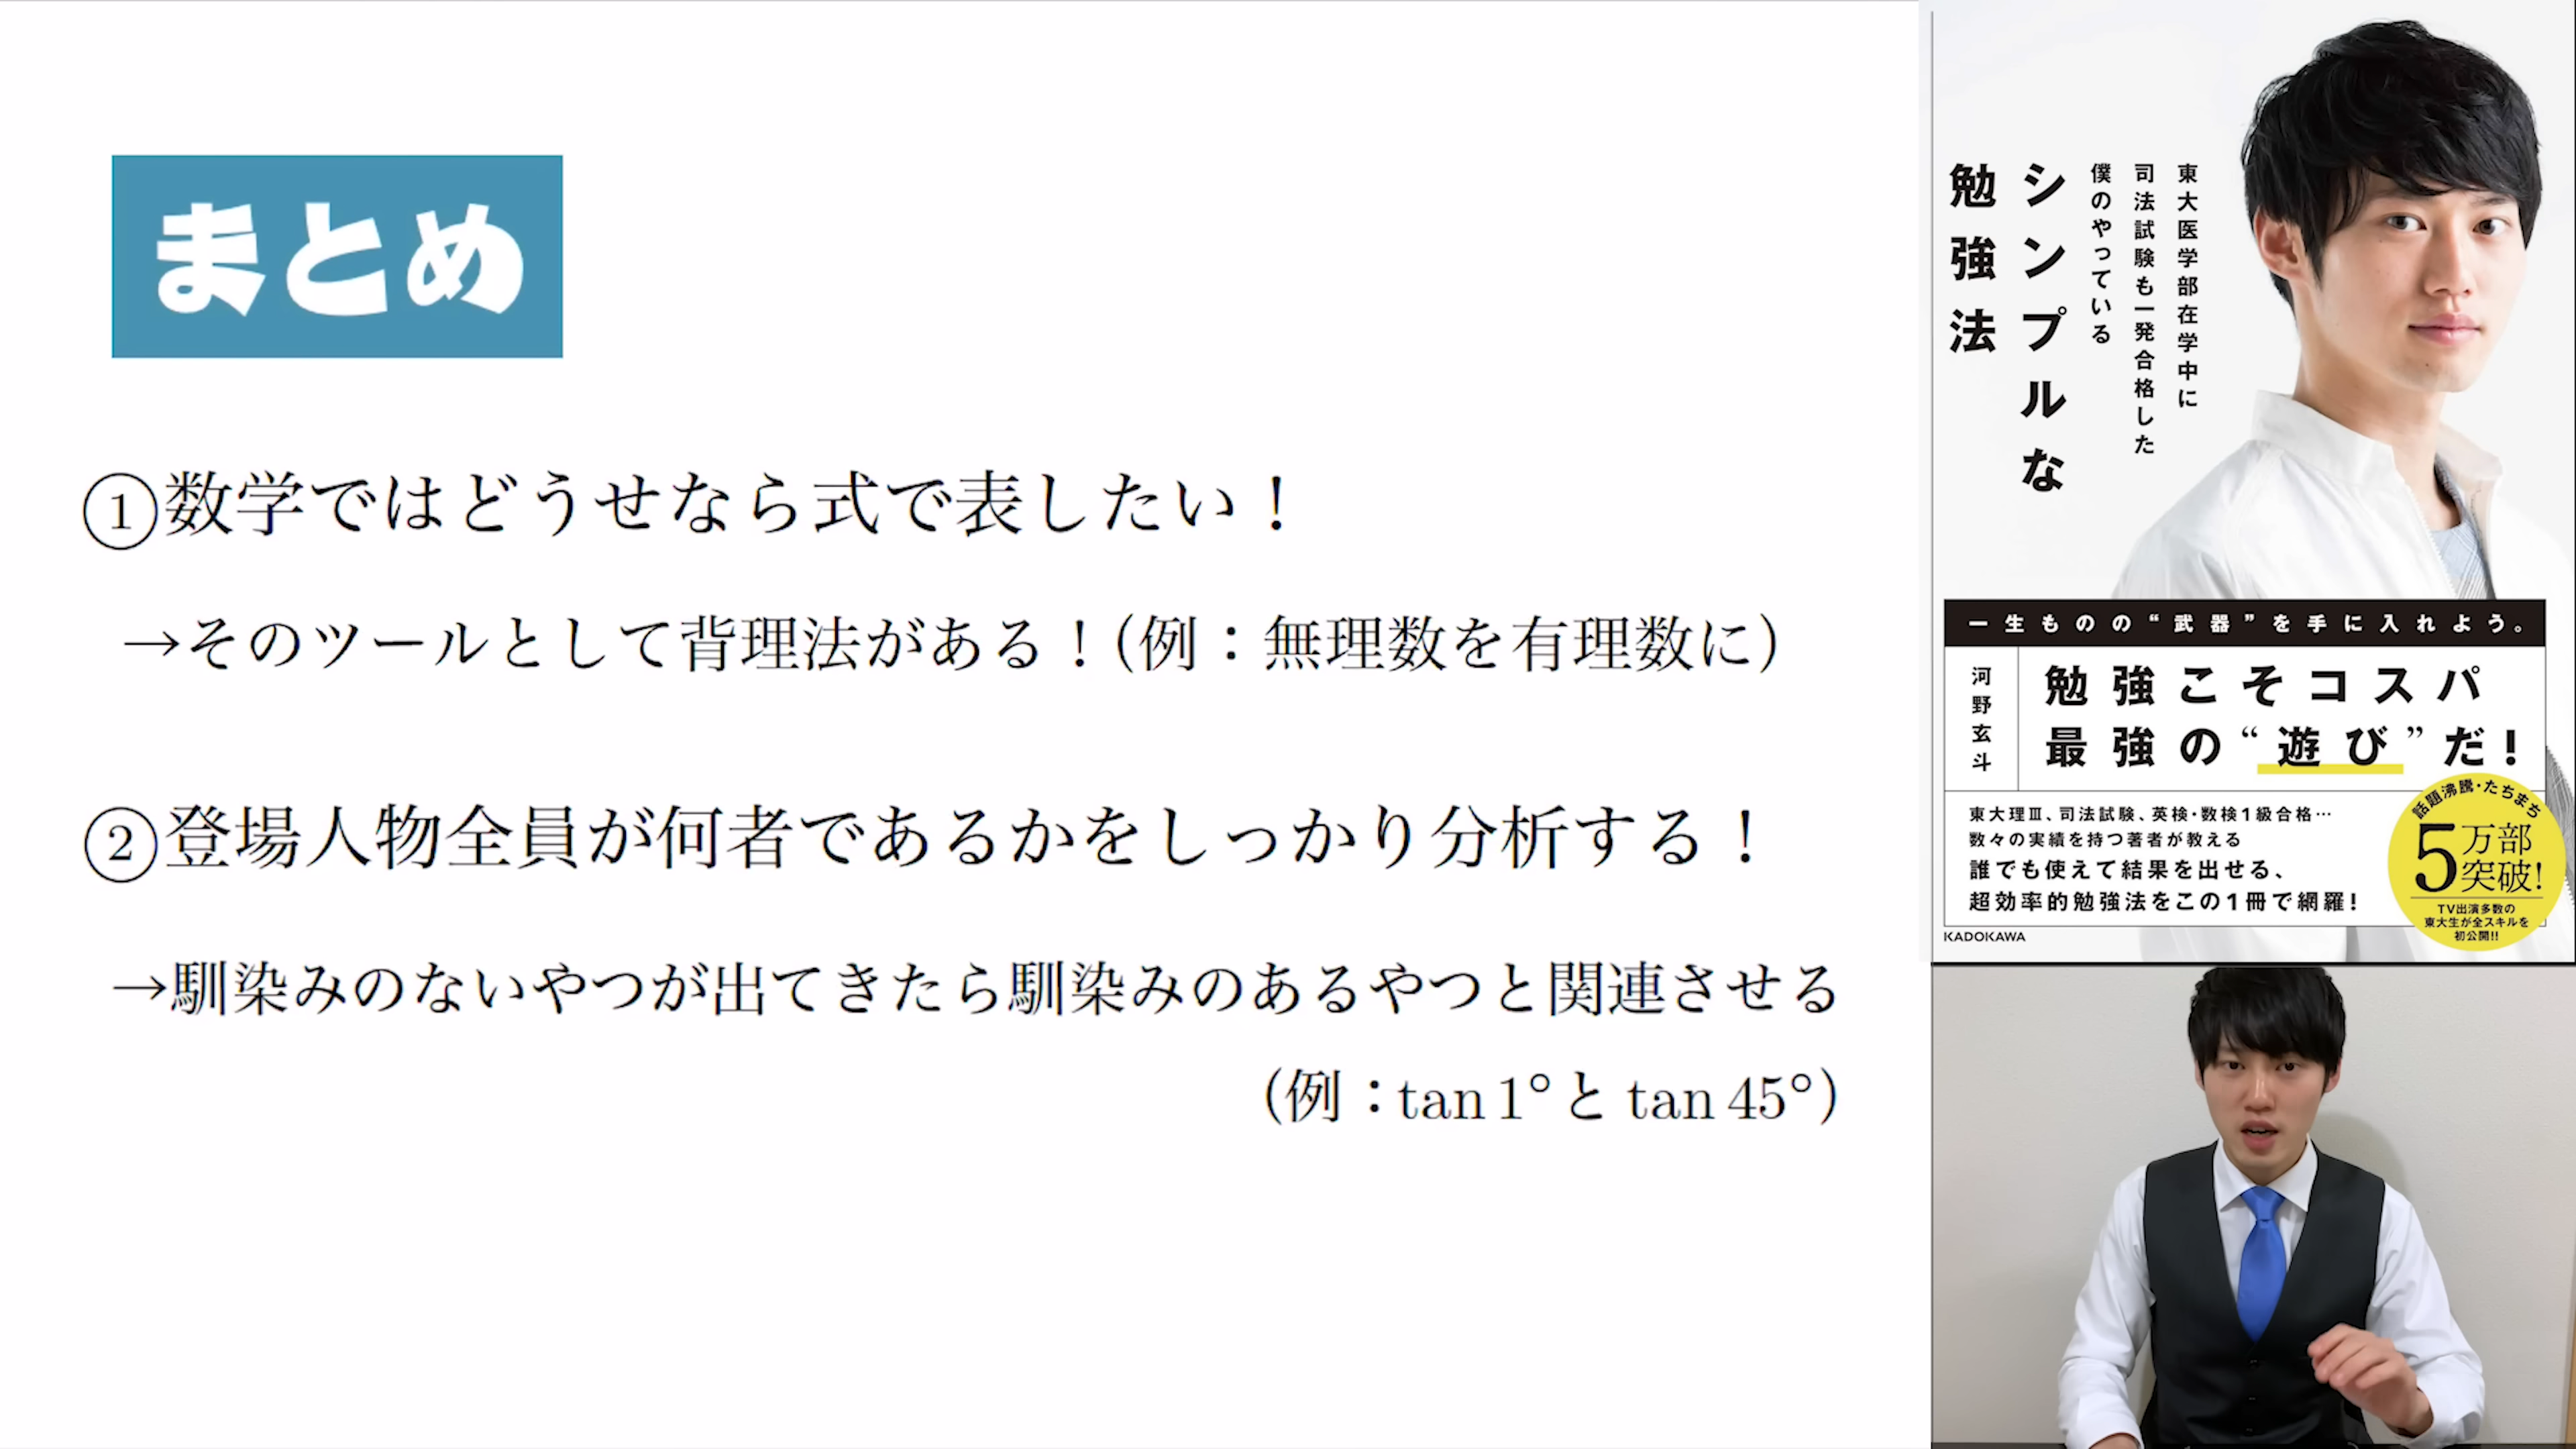 まとめ
①数学ではどうせなら式で表したい！
→そのツールとして背理法がある！(例：無理数を有理数に)
②登場人物全員が何者であるかをしっかり分析する！
→馴染みのないやつが出てきたら馴染みのあるやつと関連させる
(例：tan 1°と tan 45°)
東大医学部在学中に
司法試験も一発合格した
僕のやっている
シンプルな
勉強法
一生ものの“武器”を手に入れよう。
河野玄斗
勉強こそコスパ
最強の“遊び”だ！
東大理Ⅲ、司法試験、英検・数検1級合格…
数々の実績を持つ著者が教える
誰でも使えて結果を出せる、
超効率的勉強法をこの1冊で網羅！
話題沸騰・たちまち
5万部
突破！
TV出演多数の
東大生が全スキルを
初公開!!
KADOKAWA